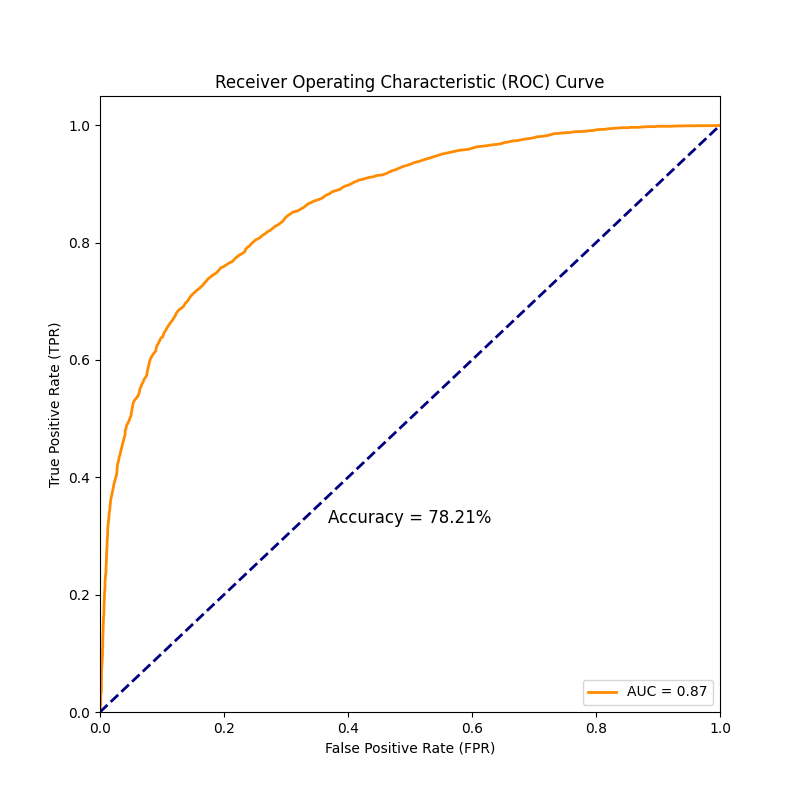 Receiver Operating Characteristic (ROC) Curve
True Positive Rate (TPR)
1.0
0.8
0.6
0.4
0.2
0.0
Accuracy = 78.21%
AUC = 0.87
0.0 0.2 0.4 0.6 0.8 1.0
False Positive Rate (FPR)